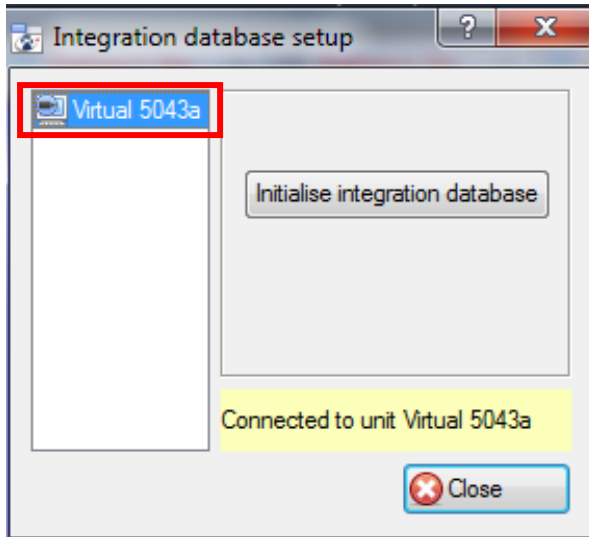 Integration database setup
?
X
Virtual 5043a
Initialise integration database
Connected to unit Virtual 5043a
Close